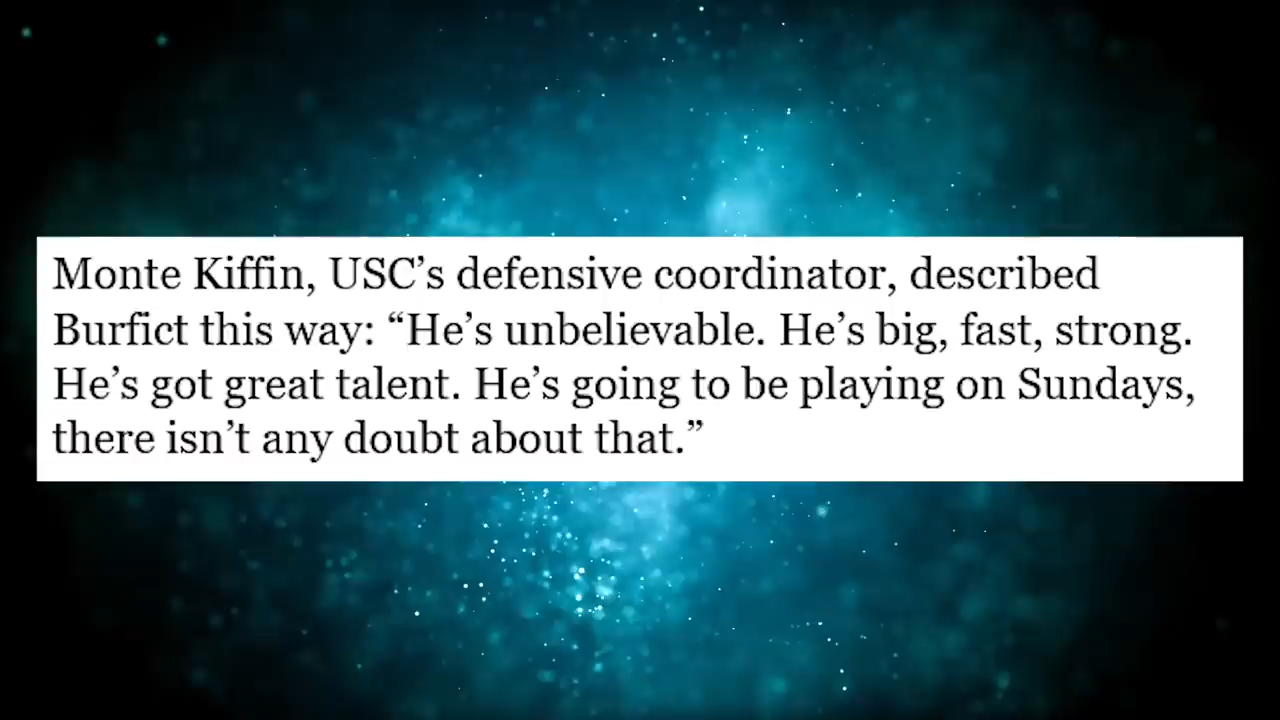 Monte Kiffin, USC’s defensive coordinator, described
Burfict this way: “He’s unbelievable. He’s big, fast, strong.
He’s got great talent. He’s going to be playing on Sundays,
there isn’t any doubt about that.”